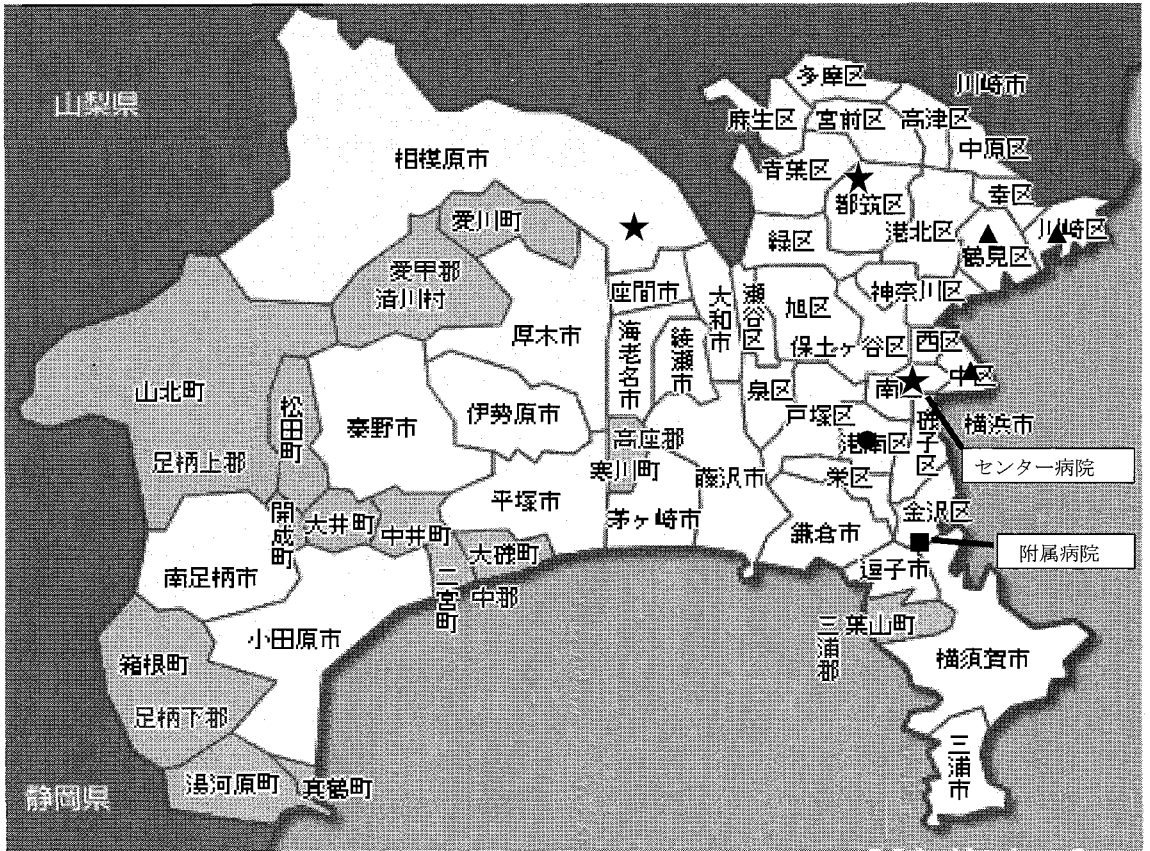 山梨県
多摩区
川崎市
麻生区
宮前区
高津区
相模原市
中原区
青葉区
幸区
都筑区
愛川町
港北区
川崎区
緑区
鶴見区
愛甲郡
清川村
座間市
大和市
瀬谷区
神奈川区
旭区
厚木市
海老名市
綾瀬市
保土ヶ谷区
西区
中区
山北町
泉区
南
松田町
秦野市
伊勢原市
戸塚区
磯子区
横浜市
高座郡
港南区
足柄上郡
寒川町
藤沢市
栄区
センター病院
平塚市
開成町
大井町
中井町
茅ヶ崎市
鎌倉市
金沢区
大磯町
附属病院
南足柄市
二宮町
中郡
逗子市
三浦郡
葉山町
小田原市
箱根町
横須賀市
足柄下郡
三浦市
湯河原町
真鶴町
静岡県